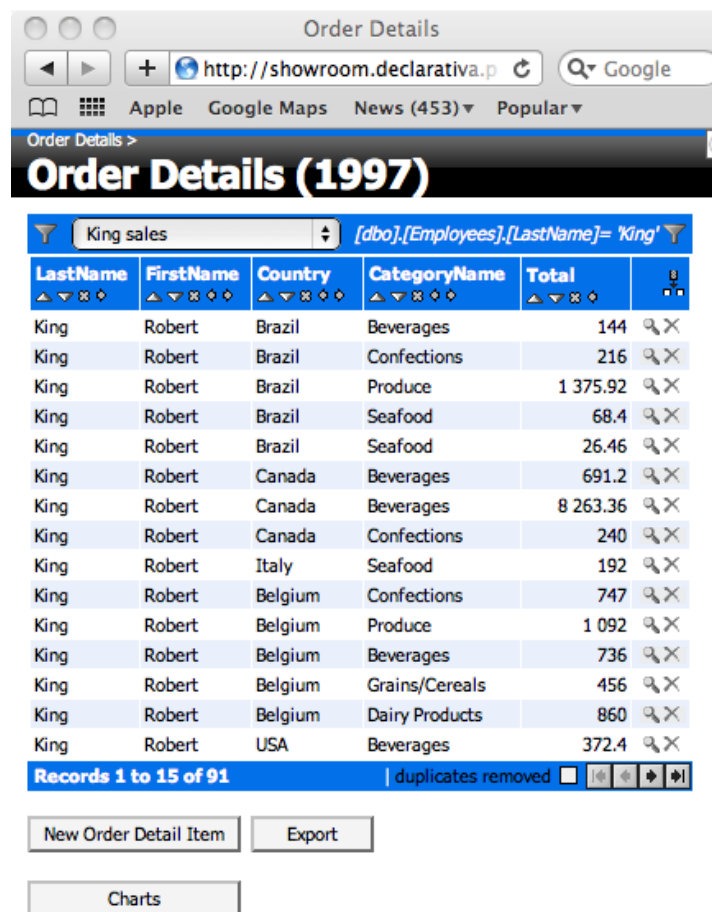 Order Details
+ http://showroom.declarativa.p Google
Apple Google Maps News (453) Popular
Order Details >
Order Details (1997)
King sales [dbo].[Employees].[LastName]= 'King'
LastName FirstName Country CategoryName Total
King Robert Brazil Beverages 144
King Robert Brazil Confections 216
King Robert Brazil Produce 1 375.92
King Robert Brazil Seafood 68.4
King Robert Brazil Seafood 26.46
King Robert Canada Beverages 691.2
King Robert Canada Beverages 8 263.36
King Robert Canada Confections 240
King Robert Italy Seafood 192
King Robert Belgium Confections 747
King Robert Belgium Produce 1 092
King Robert Belgium Beverages 736
King Robert Belgium Grains/Cereals 456
King Robert Belgium Dairy Products 860
King Robert USA Beverages 372.4
Records 1 to 15 of 91 | duplicates removed
New Order Detail Item Export
Charts